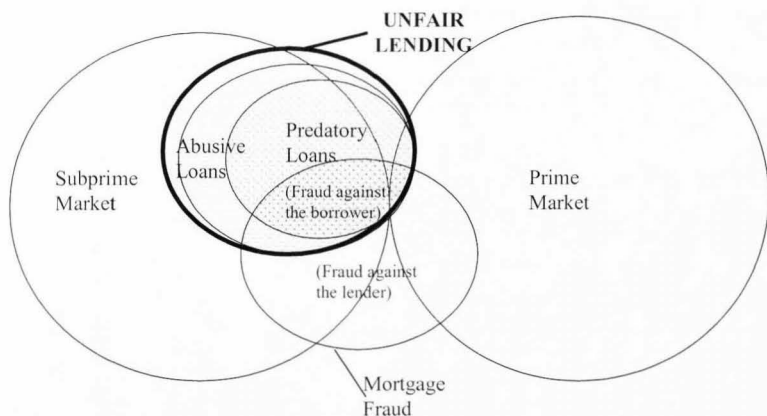 UNFAIR
LENDING
Predatory
Loans
Abusive
Loans
Subprime
Market
(Fraud against
the borrower)
Prime
Market
(Fraud against
the lender)
Mortgage
Fraud